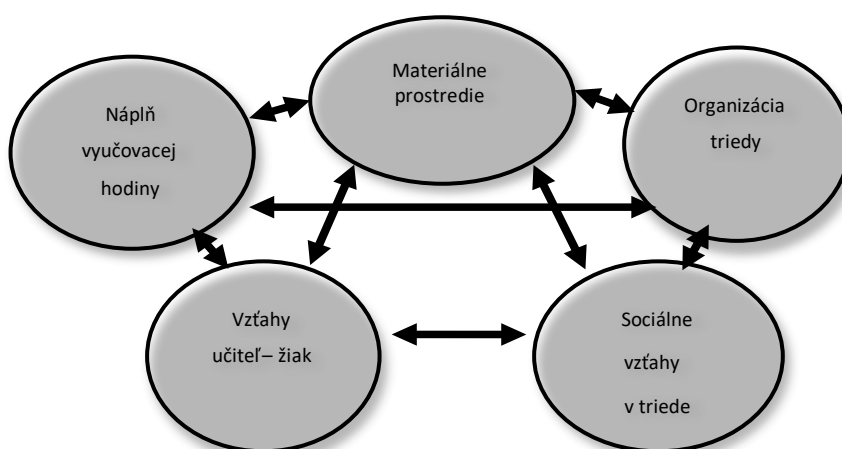 Materiálne
prostredie
Náplň
vyučovacej
hodiny
Organizácia
triedy
Vzťahy
učiteľ– žiak
Sociálne
vzťahy
v triede